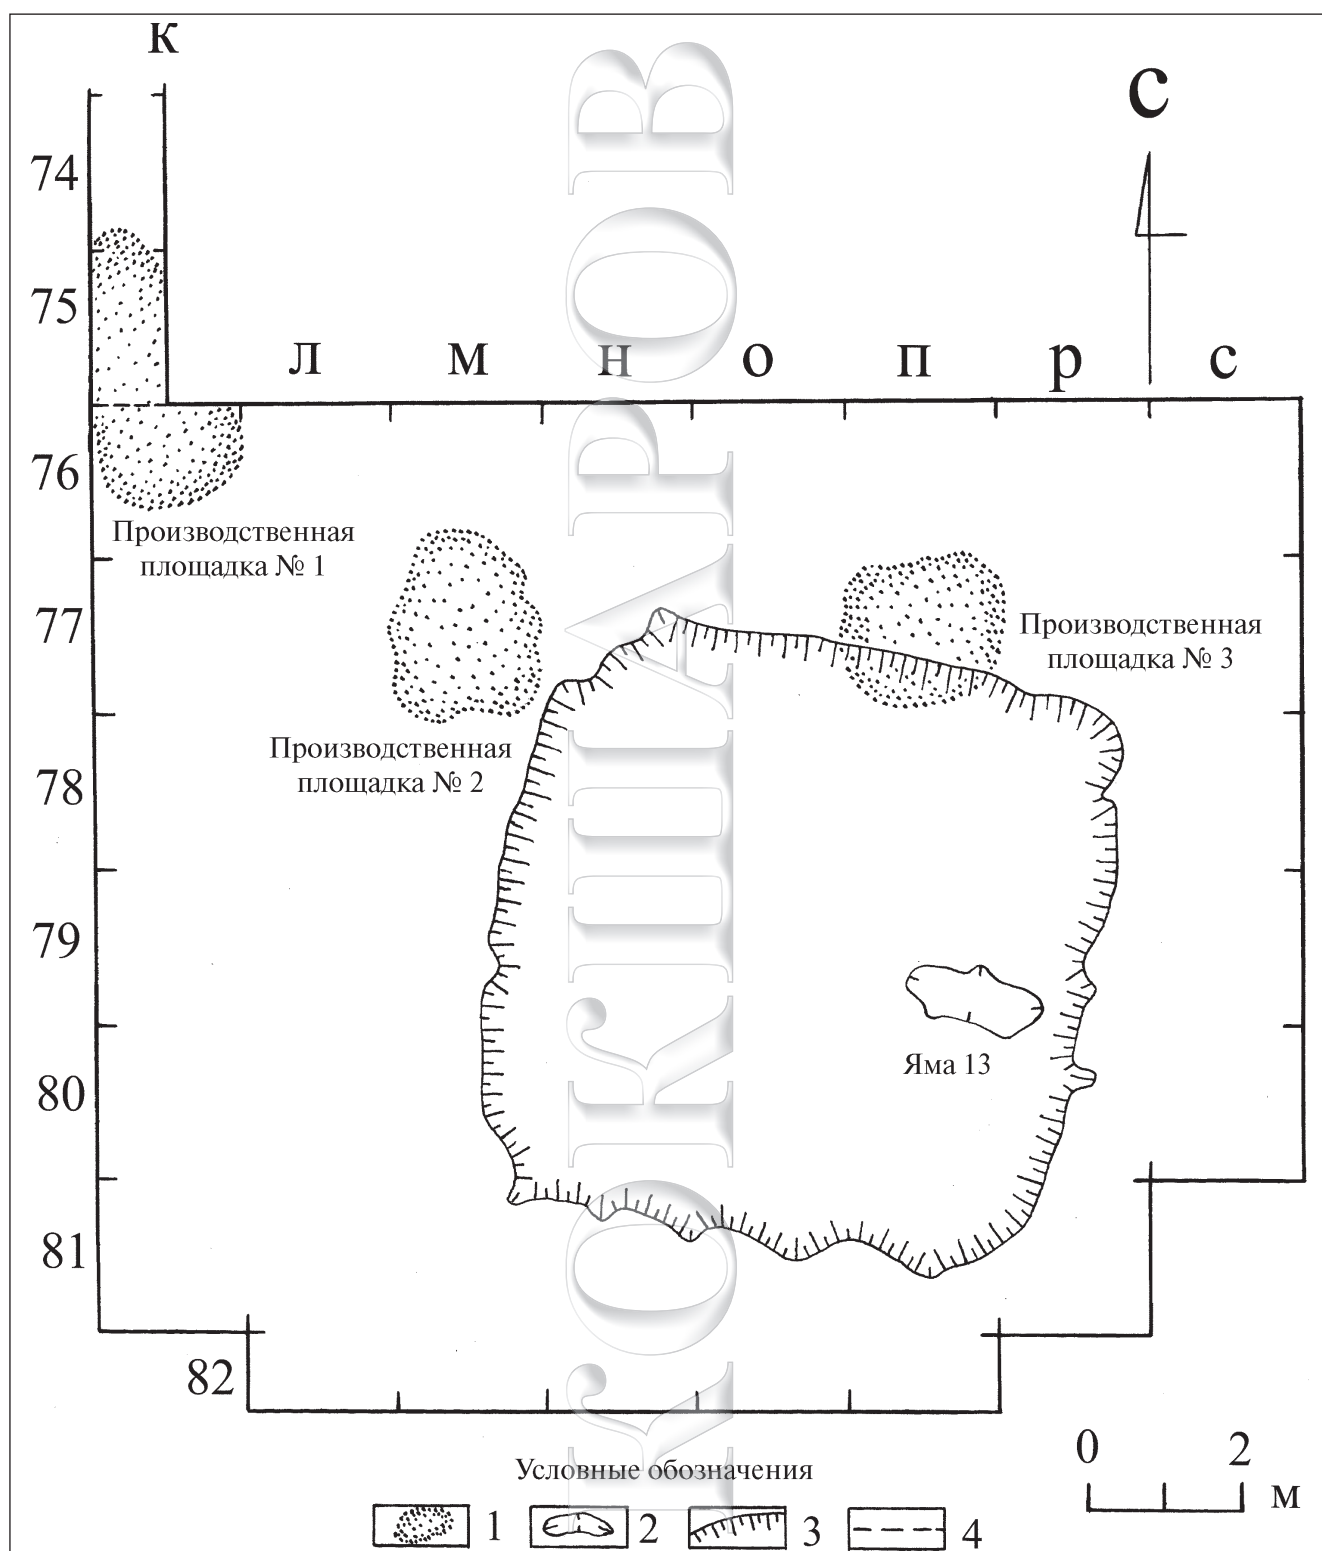 К
С
74
75
л м н о п р с
76
Производственная
площадка № 1
77
Производственная
площадка № 3
Производственная
площадка № 2
78
79
Яма 13
80
81
82
0 2
м
Условные обозначения
1 2 3 4
КОКШАРОВ